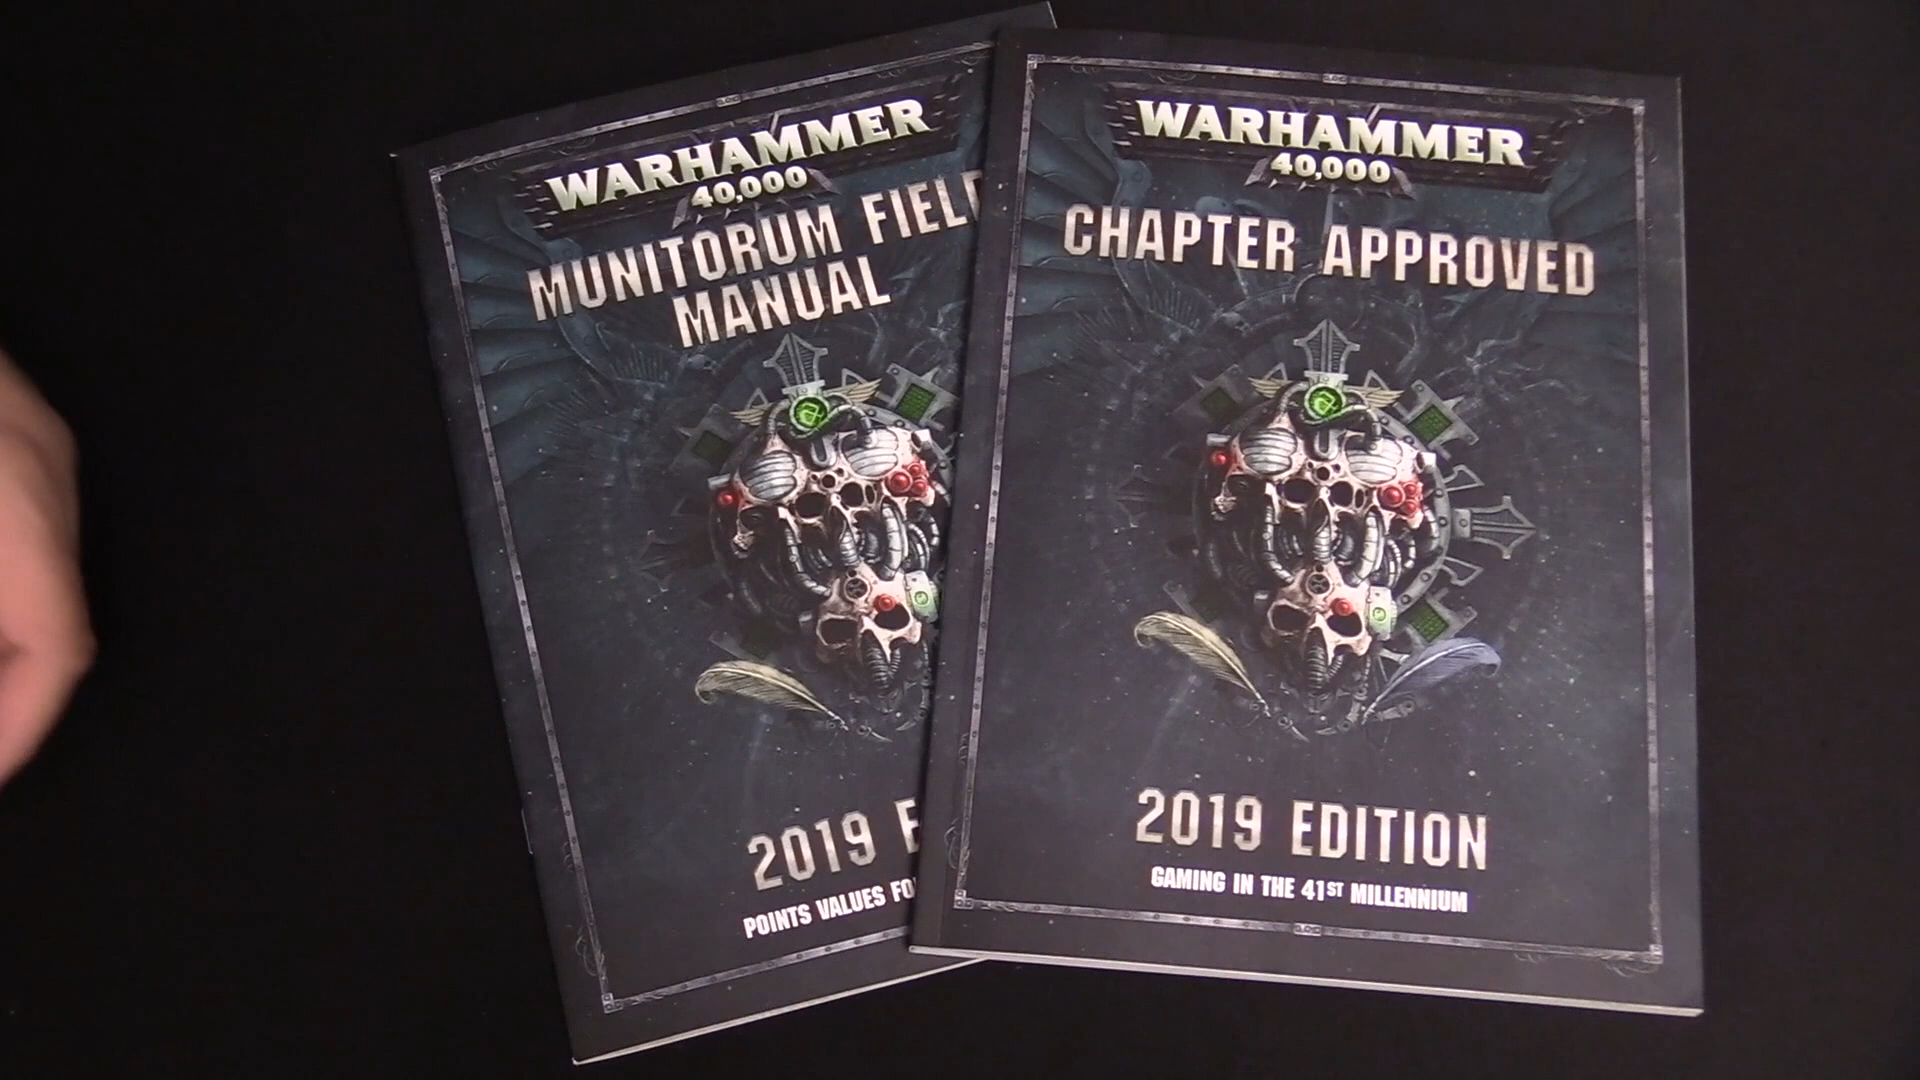 WARHAMMER
40,000
MUNITORUM FIELD
MANUAL
2019 E
POINTS VALUES FO
WARHAMMER
40,000
CHAPTER APPROVED
2019 EDITION
GAMING IN THE 41ST MILLENNIUM